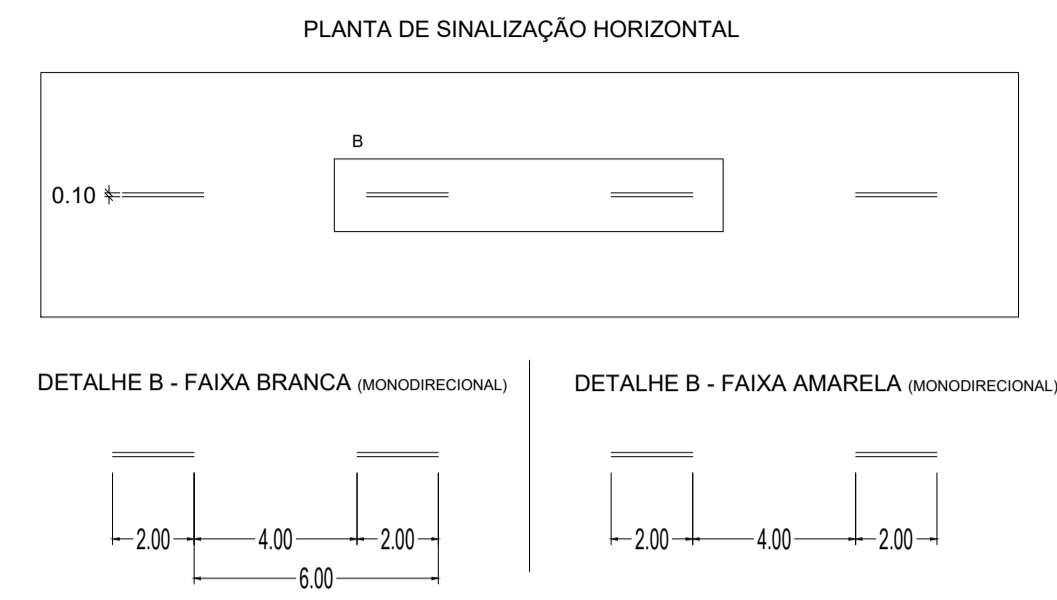 PLANTA DE SINALIZAÇÃO HORIZONTAL
B
0.10
DETALHE B - FAIXA BRANCA (MONODIRECIONAL)
DETALHE B - FAIXA AMARELA (MONODIRECIONAL)
2.00 4.00 2.00
6.00
2.00 4.00 2.00